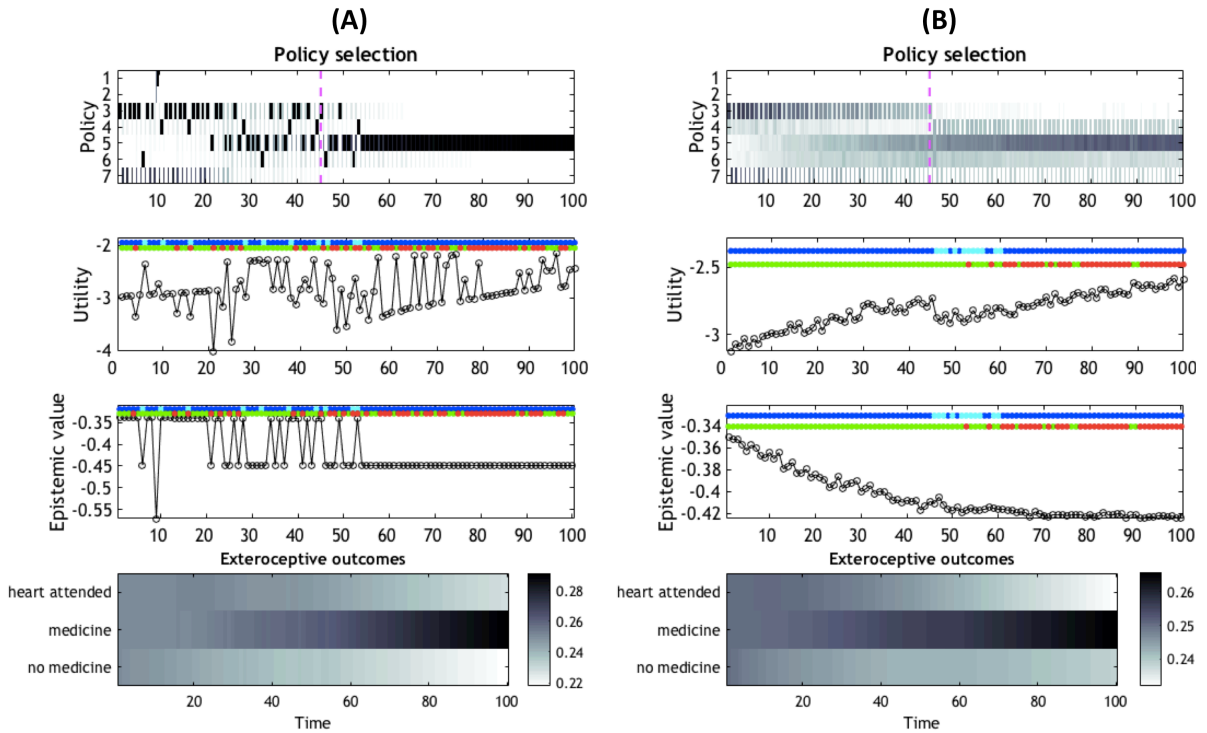 (A)
Policy selection
Policy
1
2
3
4
5
6
7
10 20 30 40 50 60 70 80 90 100
Utility
-2
-3
-4
0 10 20 30 40 50 60 70 80 90 100
Epistemic value
-0.35
-0.45
-0.5
-0.55
10 20 30 40 50 60 70 80 90 100
Exteroceptive outcomes
heart attended
medicine
no medicine
0.28
0.26
0.24
0.22
20 40 60 80 100
Time
(B)
Policy selection
Policy
1
2
3
4
5
6
7
10 20 30 40 50 60 70 80 90 100
Utility
-2.5
-3
0 10 20 30 40 50 60 70 80 90 100
Epistemic value
-0.34
-0.36
-0.38
-0.4
-0.42
10 20 30 40 50 60 70 80 90 100
Exteroceptive outcomes
heart attended
medicine
no medicine
0.26
0.25
0.24
20 40 60 80 100
Time